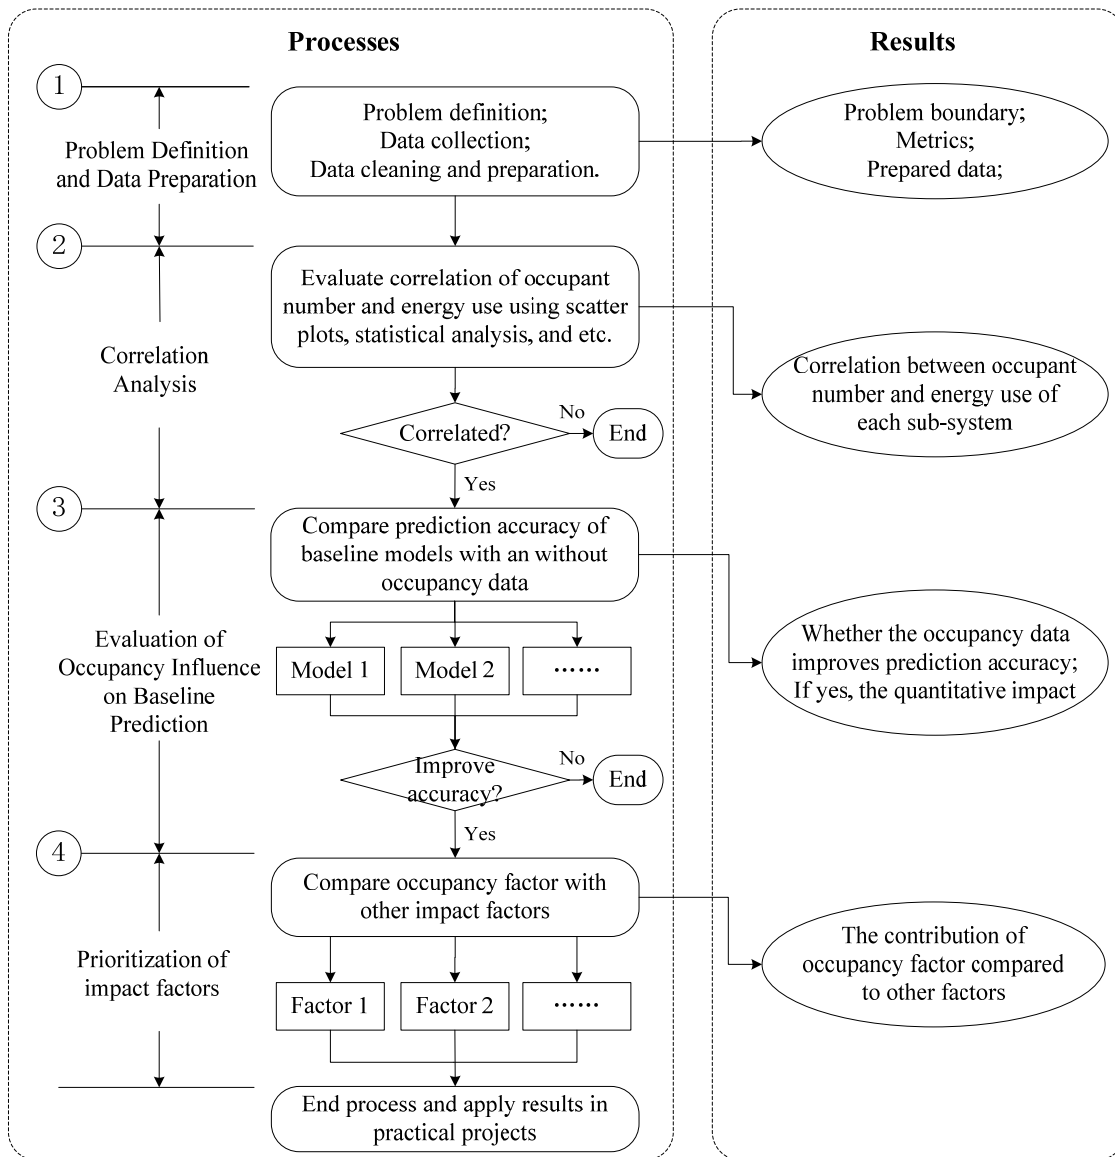 Processes
Results
1
Problem Definition
and Data Preparation
Problem definition;
Data collection;
Data cleaning and preparation.
Problem boundary;
Metrics;
Prepared data;
2
Correlation
Analysis
Evaluate correlation of occupant
number and energy use using scatter
plots, statistical analysis, and etc.
Correlation between occupant
number and energy use of
each sub-system
Correlated?
No
End
Yes
3
Evaluation of
Occupancy Influence
on Baseline
Prediction
Compare prediction accuracy of
baseline models with an without
occupancy data
Model 1
Model 2
······
Whether the occupancy data
improves prediction accuracy;
If yes, the quantitative impact
Improve
accuracy?
No
End
Yes
4
Prioritization of
impact factors
Compare occupancy factor with
other impact factors
Factor 1
Factor 2
······
The contribution of
occupancy factor compared
to other factors
End process and apply results in
practical projects